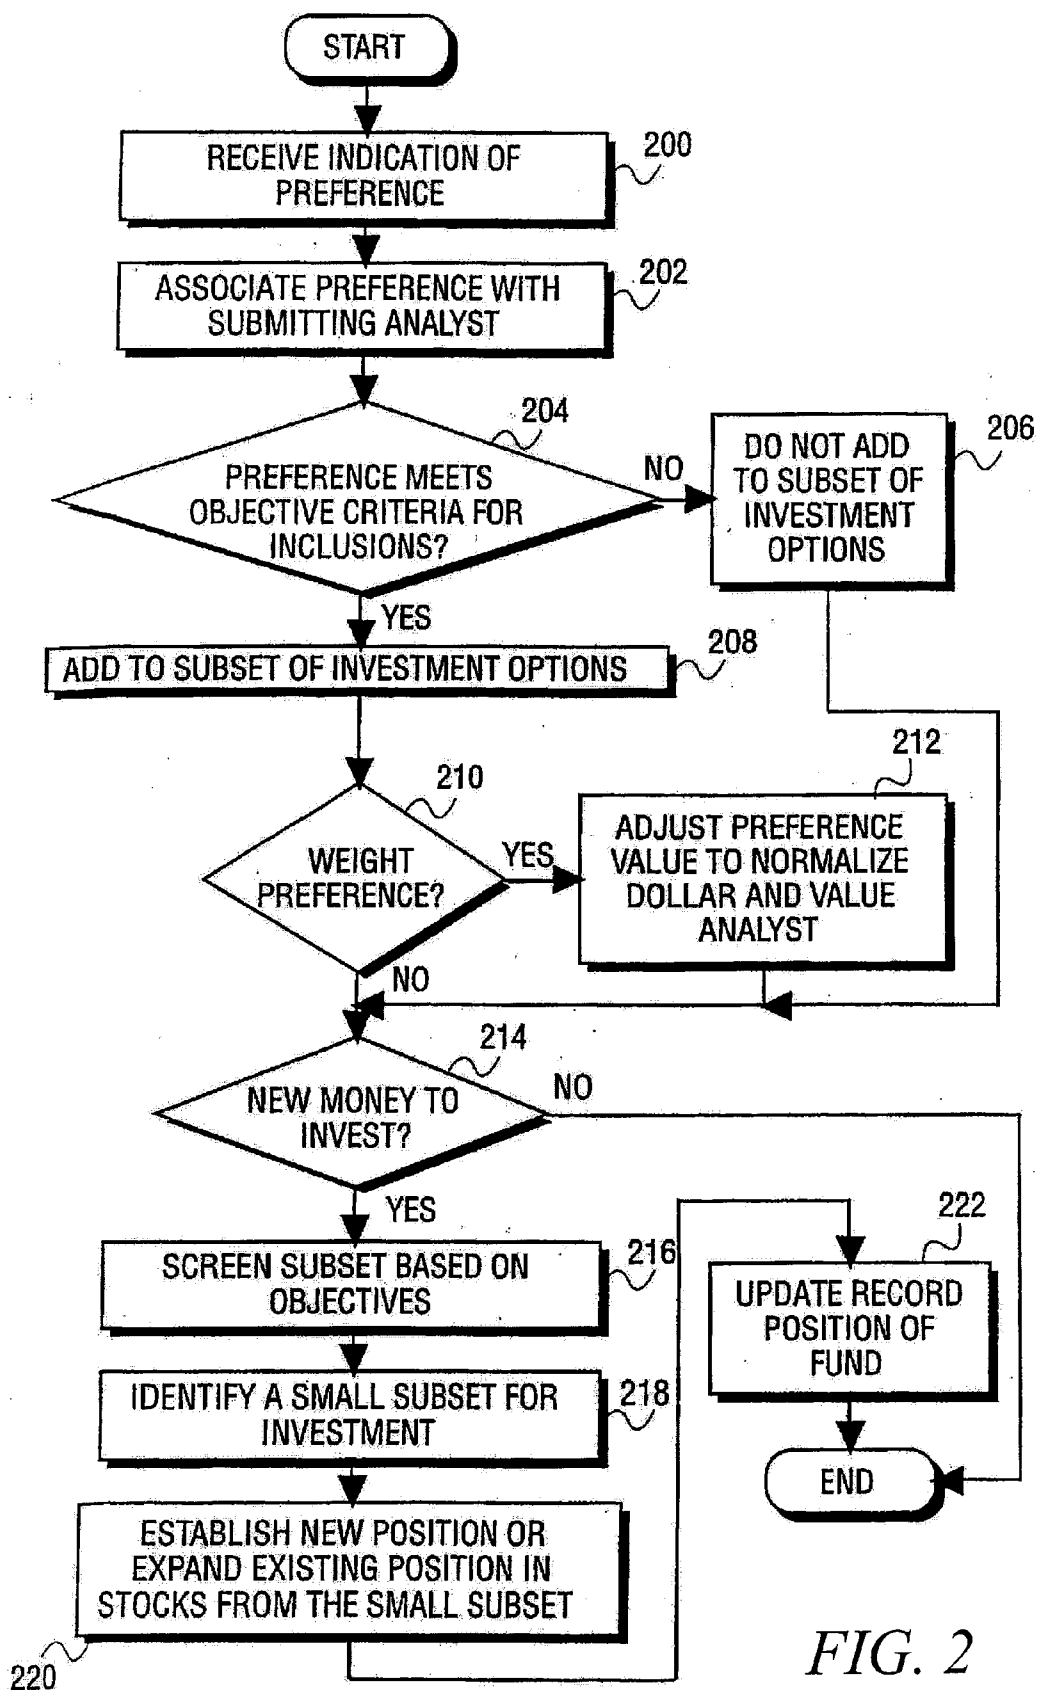 START
RECEIVE INDICATION OF
PREFERENCE
200
ASSOCIATE PREFERENCE WITH
SUBMITTING ANALYST
202
204
PREFERENCE MEETS
OBJECTIVE CRITERIA FOR
INCLUSIONS?
NO
DO NOT ADD
TO SUBSET OF
INVESTMENT
OPTIONS
206
YES
ADD TO SUBSET OF INVESTMENT OPTIONS
208
210
WEIGHT
PREFERENCE?
YES
212
ADJUST PREFERENCE
VALUE TO NORMALIZE
DOLLAR AND VALUE
ANALYST
NO
214
NEW MONEY TO
INVEST?
NO
YES
SCREEN SUBSET BASED ON
OBJECTIVES
216
IDENTIFY A SMALL SUBSET FOR
INVESTMENT
218
ESTABLISH NEW POSITION OR
EXPAND EXISTING POSITION IN
STOCKS FROM THE SMALL SUBSET
220
222
UPDATE RECORD
POSITION OF
FUND
END
FIG. 2